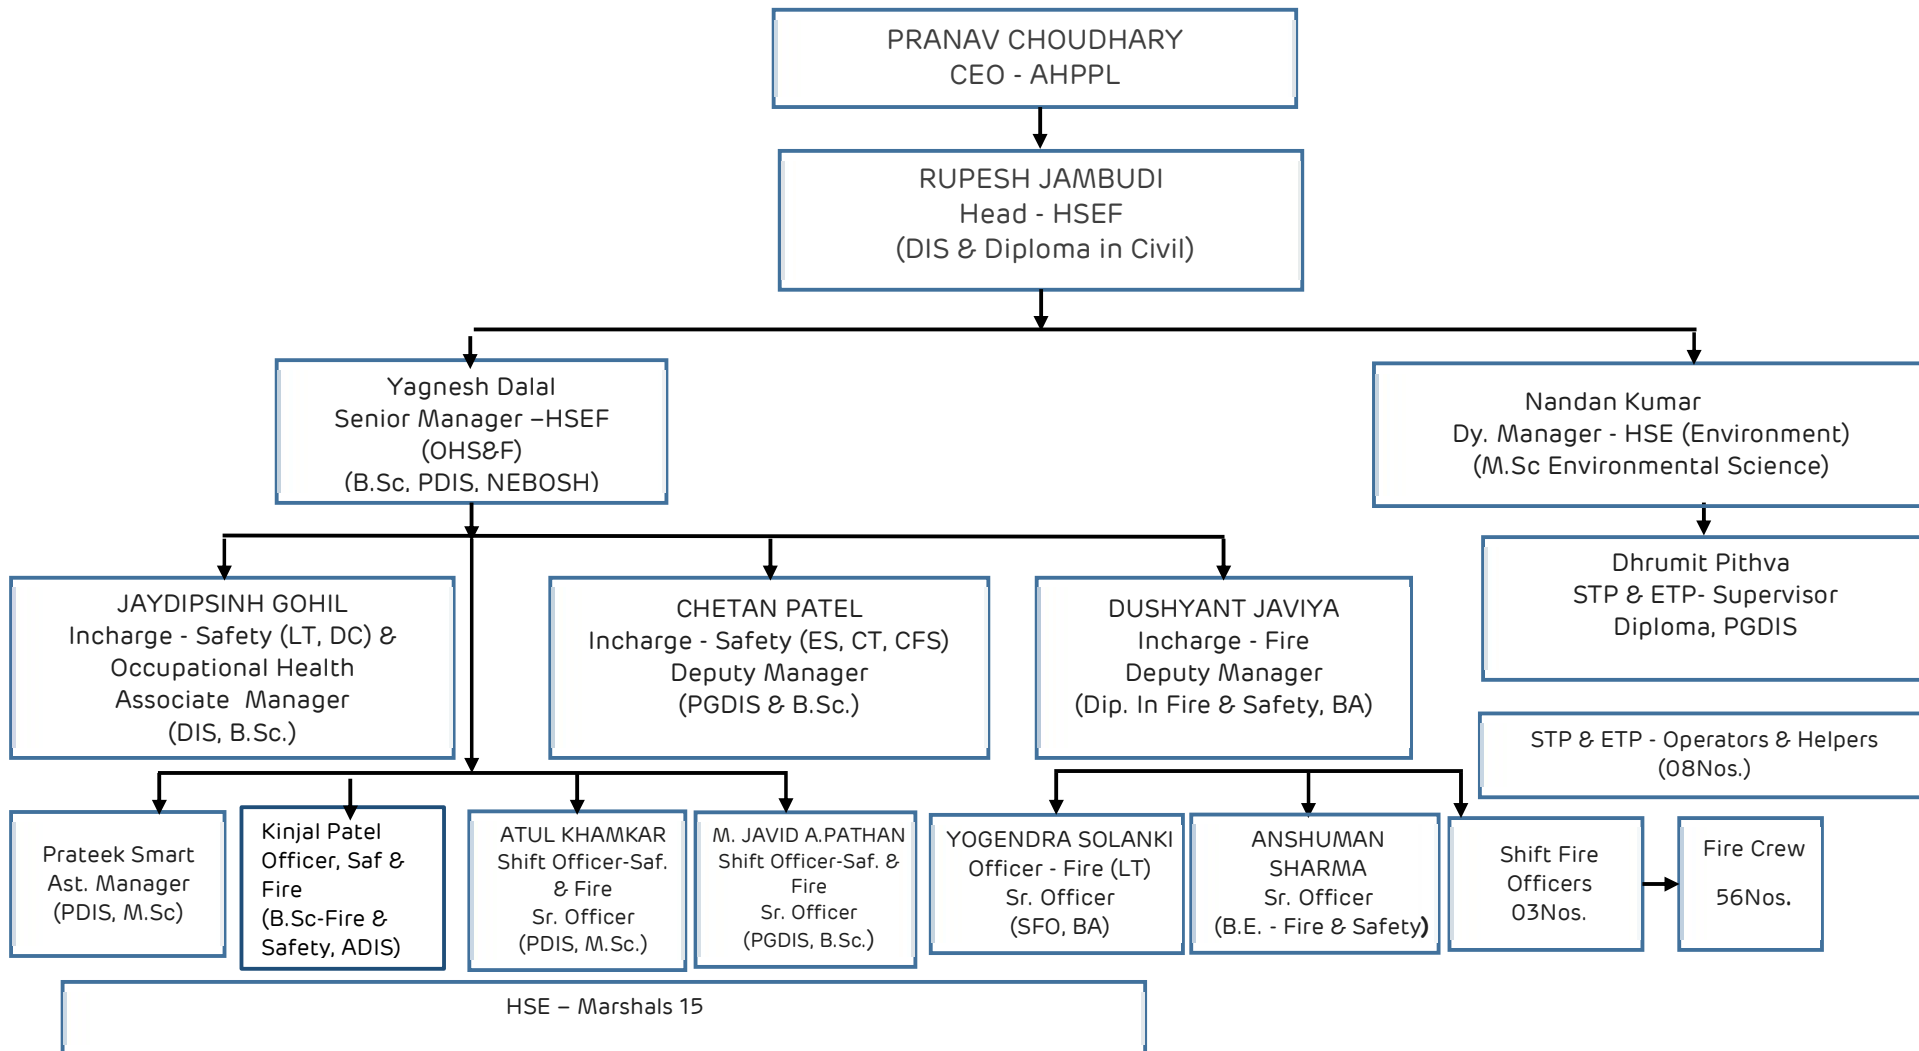 PRANAV CHOUDHARY
CEO - AHPPL
RUPESH JAMBUDI
Head - HSEF
(DIS & Diploma in Civil)
Yagnesh Dalal
Senior Manager –HSEF
(OHS&F)
(B.Sc, PDIS, NEBOSH)
Nandan Kumar
Dy. Manager - HSE (Environment)
(M.Sc Environmental Science)
JAYDIPSINH GOHIL
Incharge - Safety (LT, DC) &
Occupational Health
Associate Manager
(DIS, B.Sc.)
CHETAN PATEL
Incharge - Safety (ES, CT, CFS)
Deputy Manager
(PGDIS & B.Sc.)
DUSHYANT JAVIYA
Incharge - Fire
Deputy Manager
(Dip. In Fire & Safety, BA)
Dhrumit Pithva
STP & ETP- Supervisor
Diploma, PGDIS
STP & ETP - Operators & Helpers
(08Nos.)
Prateek Smart
Ast. Manager
(PDIS, M.Sc)
Kinjal Patel
Officer, Saf &
Fire
(B.Sc-Fire &
Safety, ADIS)
ATUL KHAMKAR
Shift Officer-Saf.
& Fire
Sr. Officer
(PDIS, M.Sc.)
M. JAVID A.PATHAN
Shift Officer-Saf. &
Fire
Sr. Officer
(PGDIS, B.Sc.)
YOGENDRA SOLANKI
Officer - Fire (LT)
Sr. Officer
(SFO, BA)
ANSHUMAN
SHARMA
Sr. Officer
(B.E. - Fire & Safety)
Shift Fire
Officers
03Nos.
Fire Crew
56Nos.
HSE – Marshals 15